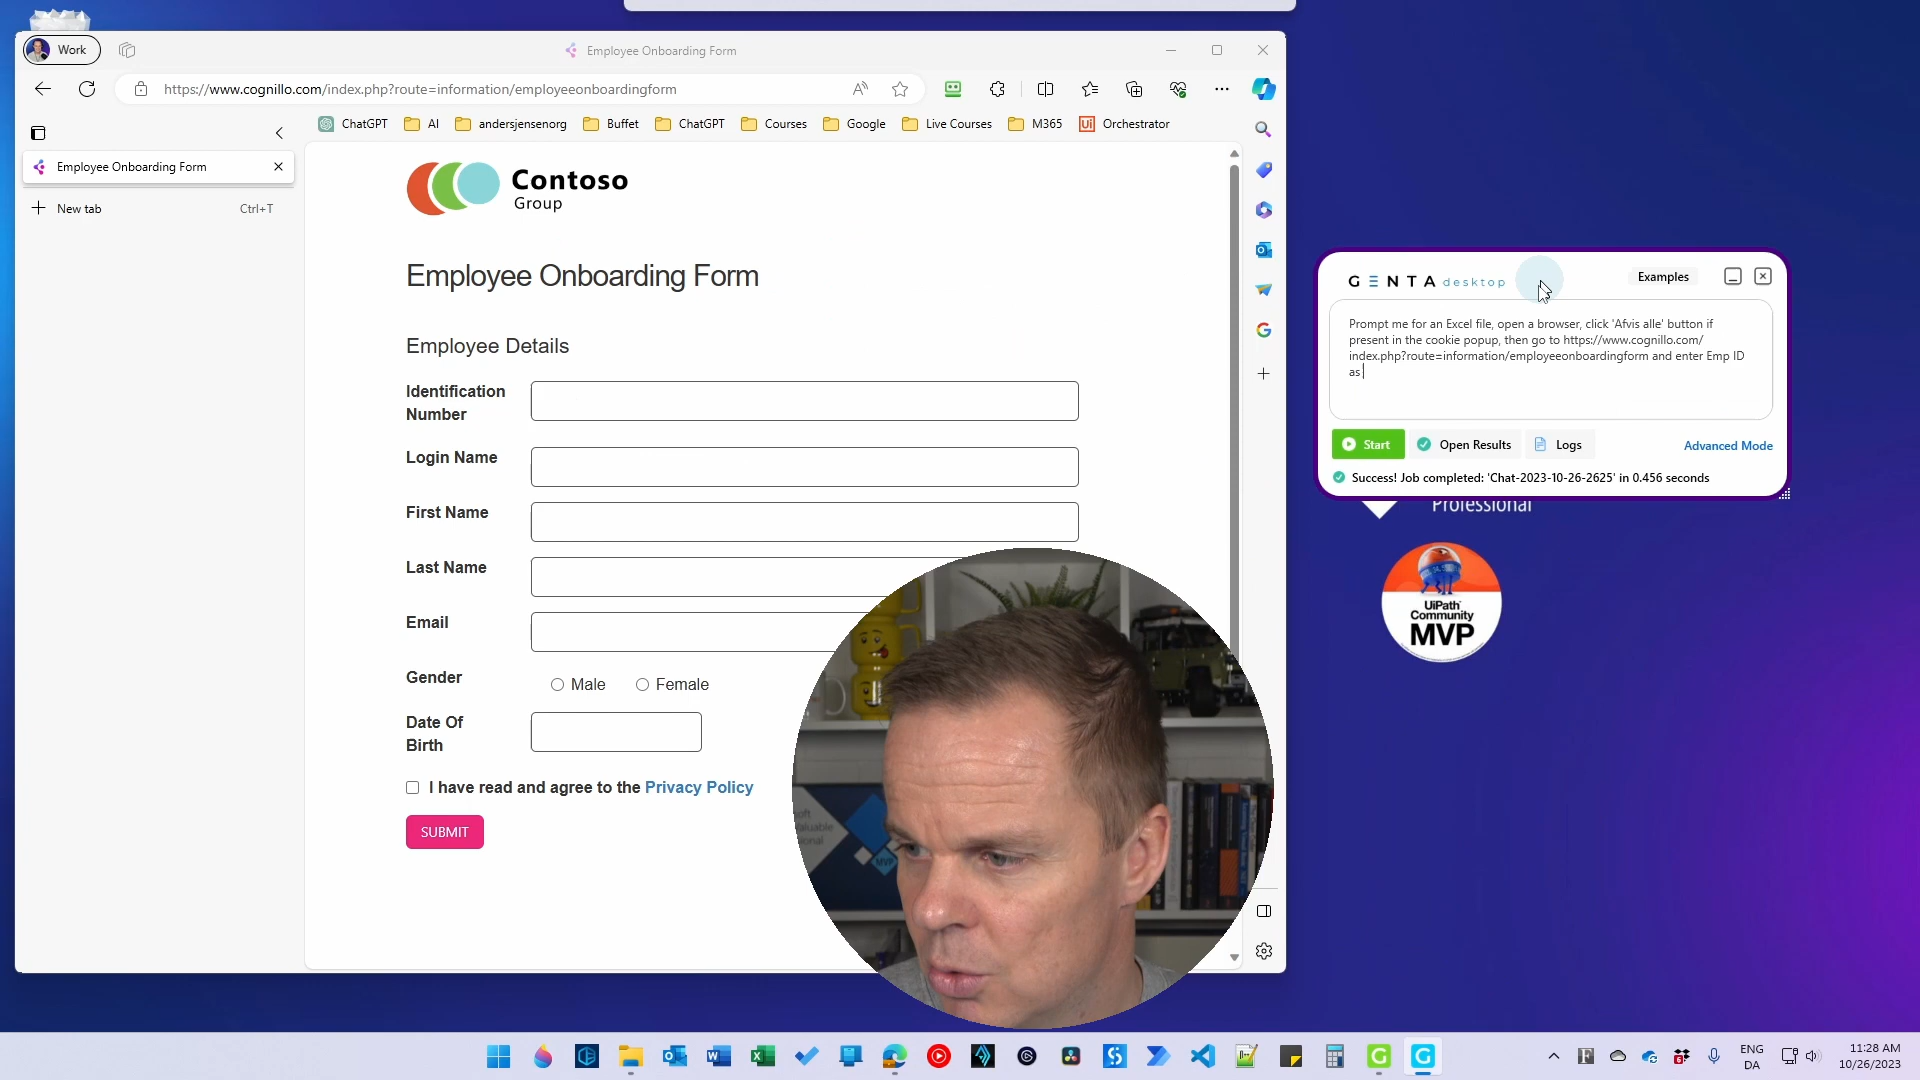 Work
Employee Onboarding Form
https://www.cognillo.com/index.php?route=information/employeeonboardingform
ChatGPT AI andersjensenorg Buffet ChatGPT Courses Google Live Courses M365 Ui Orchestrator
Employee Onboarding Form
New tab Ctrl+T
Contoso
Group
Employee Onboarding Form
Employee Details
Identification
Number
Login Name
First Name
Last Name
Email
Gender Male Female
Date Of
Birth
I have read and agree to the Privacy Policy
SUBMIT
GENTA desktop Examples
Prompt me for an Excel file, open a browser, click 'Afvis alle' button if
present in the cookie popup, then go to https://www.cognillo.com/
index.php?route=information/employeeonboardingform and enter Emp ID
as
Start Open Results Logs Advanced Mode
Success! Job completed: 'Chat-2023-10-26-2625' in 0.456 seconds
Professional
UiPath
Community
MVP
MVP
ENG
DA
11:28 AM
10/26/2023